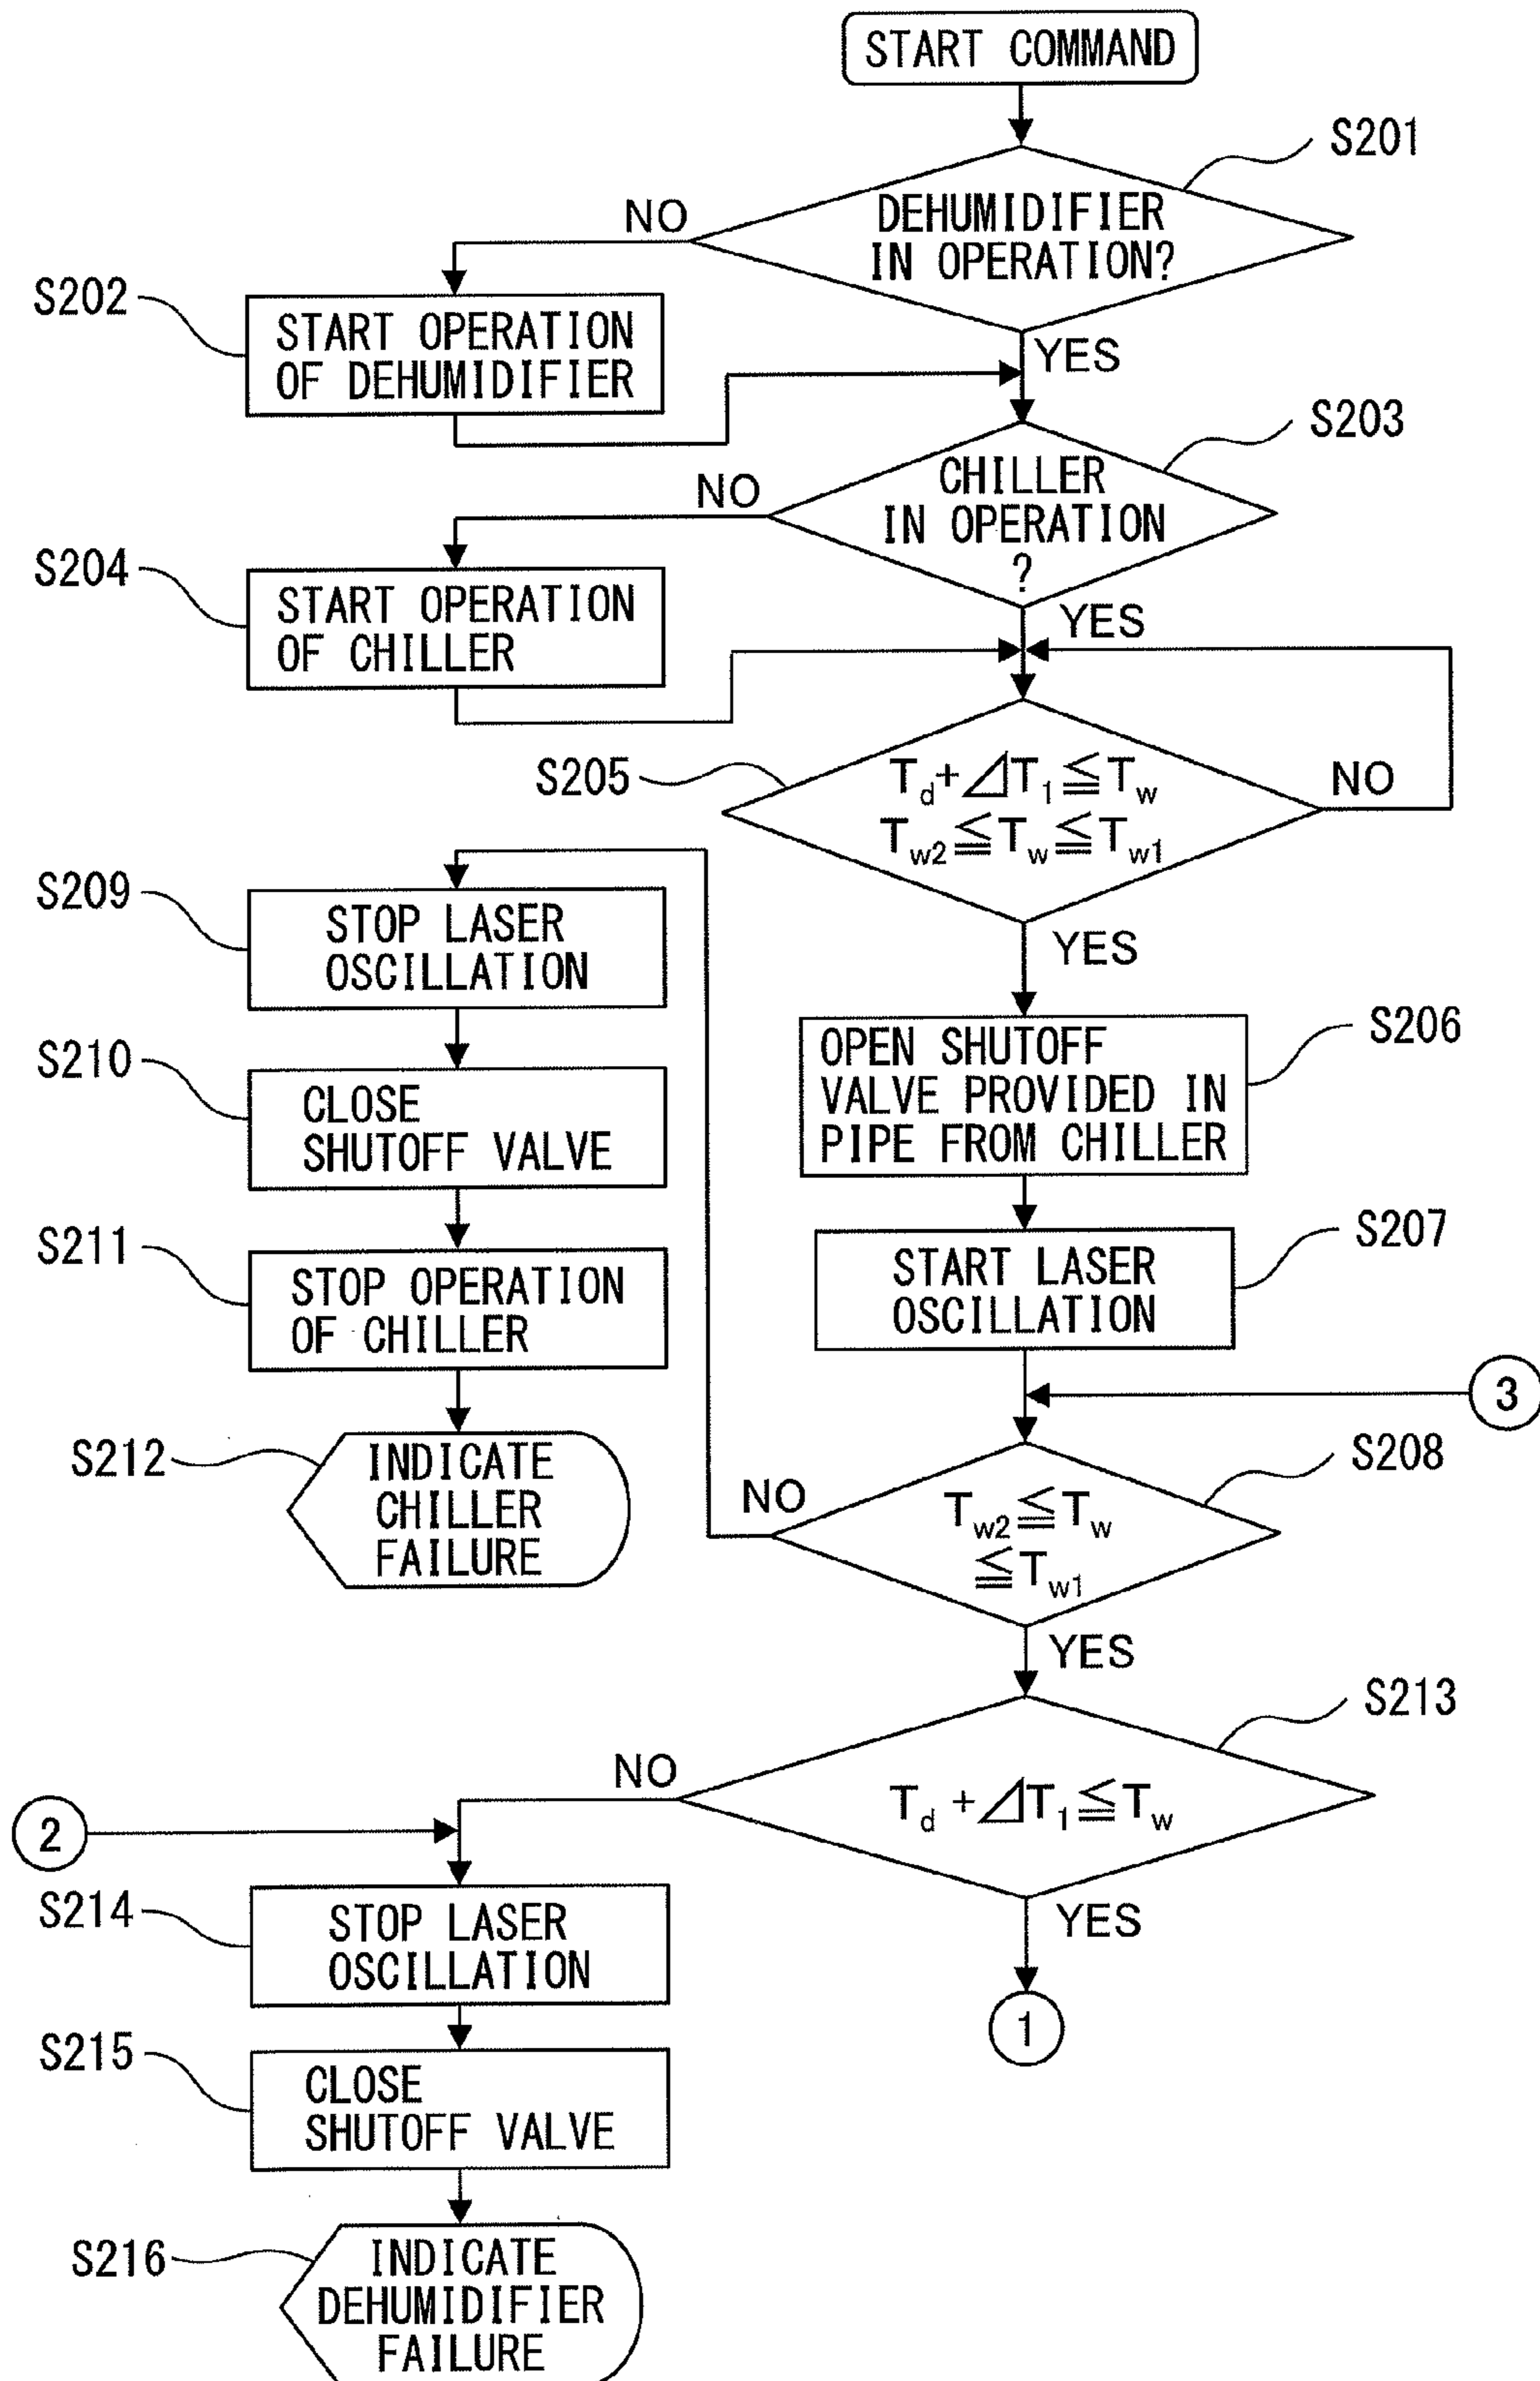 START COMMAND
S201
DEHUMIDIFIER
IN OPERATION?
NO
YES
S202
START OPERATION
OF DEHUMIDIFIER
S203
CHILLER
IN OPERATION
?
NO
YES
S204
START OPERATION
OF CHILLER
S205
Td+⊿T1≦Tw
Tw2≦Tw≦Tw1
NO
YES
S206
OPEN SHUTOFF
VALVE PROVIDED IN
PIPE FROM CHILLER
S207
START LASER
OSCILLATION
3
S208
Tw2≦Tw
≦Tw1
NO
YES
S209
STOP LASER
OSCILLATION
S210
CLOSE
SHUTOFF VALVE
S211
STOP OPERATION
OF CHILLER
S212
INDICATE
CHILLER
FAILURE
S213
Td + ⊿T1≦Tw
NO
YES
1
2
S214
STOP LASER
OSCILLATION
S215
CLOSE
SHUTOFF VALVE
S216
INDICATE
DEHUMIDIFIER
FAILURE